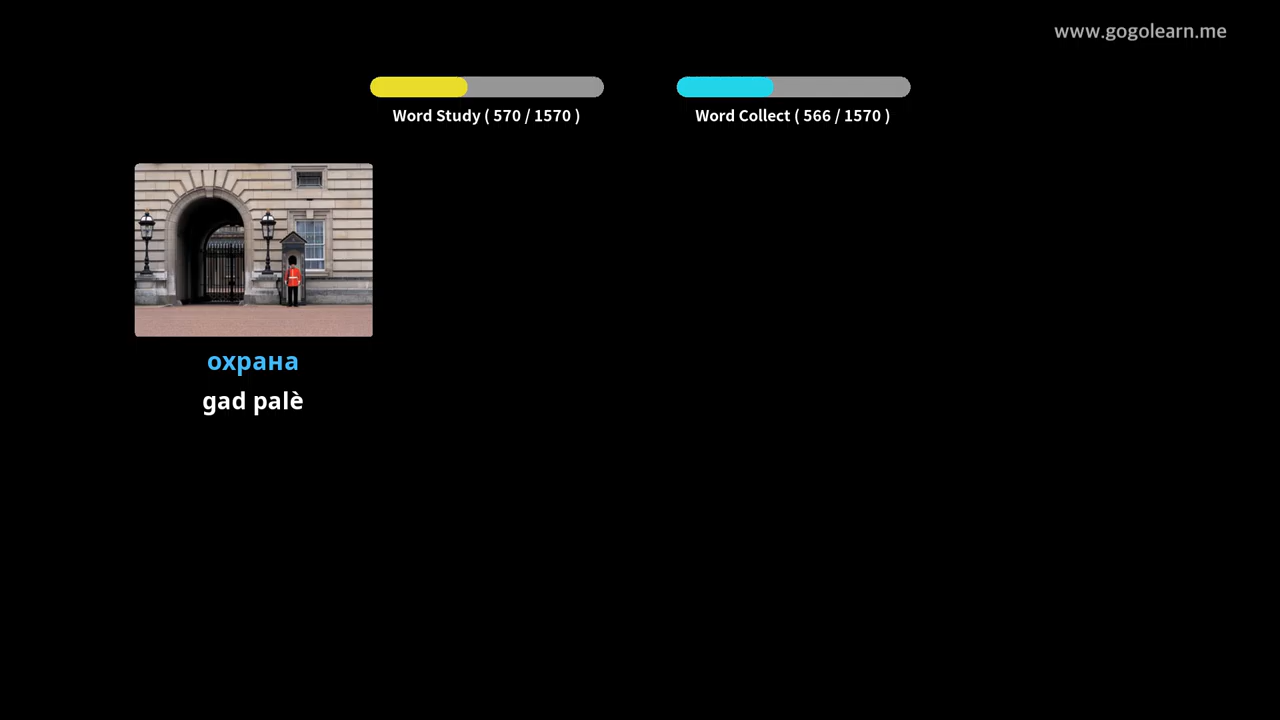 www.gogolearn.me
Word Study ( 570 / 1570 )
Word Collect ( 566 / 1570 )
охрана
gad palè